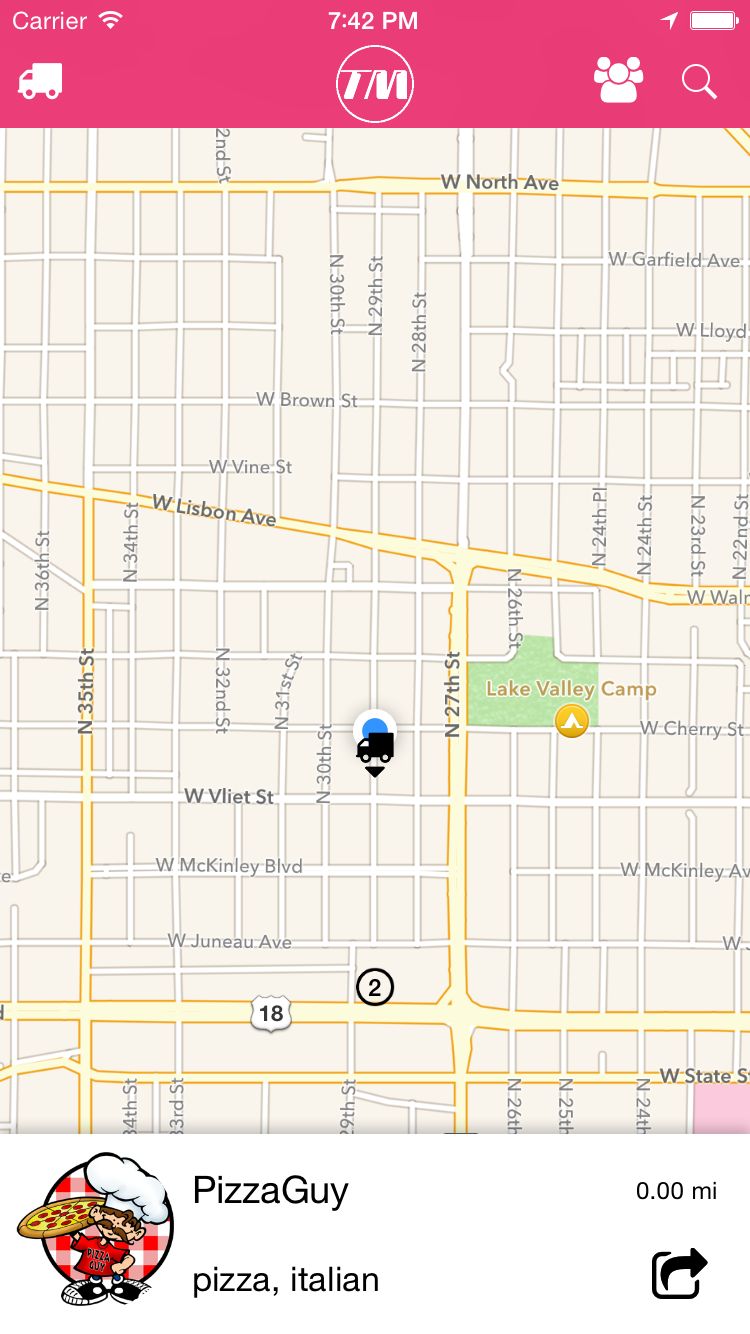 Carrier 7:42 PM
TM
2nd St
W North Ave
W Garfield Ave
N 30th St
N 29th St
N 28th St
W Lloyd
W Brown St
W Vine St
W Lisbon Ave
N 36th St
N 34th St
N 24th Pl
N 24th St
N 23rd St
N 22nd St
N 26th St
W Waln
N 35th St
N 32nd St
N 31st St
N 27th St
Lake Valley Camp
N 30th St
W Cherry St
W Vliet St
W McKinley Blvd
W McKinley Av
W Juneau Ave
W J
2
18
W State S
34th St
33rd St
29th St
N 26th
N 25th
N 24th
PizzaGuy
0.00 mi
PIZZA
GUY
pizza, italian